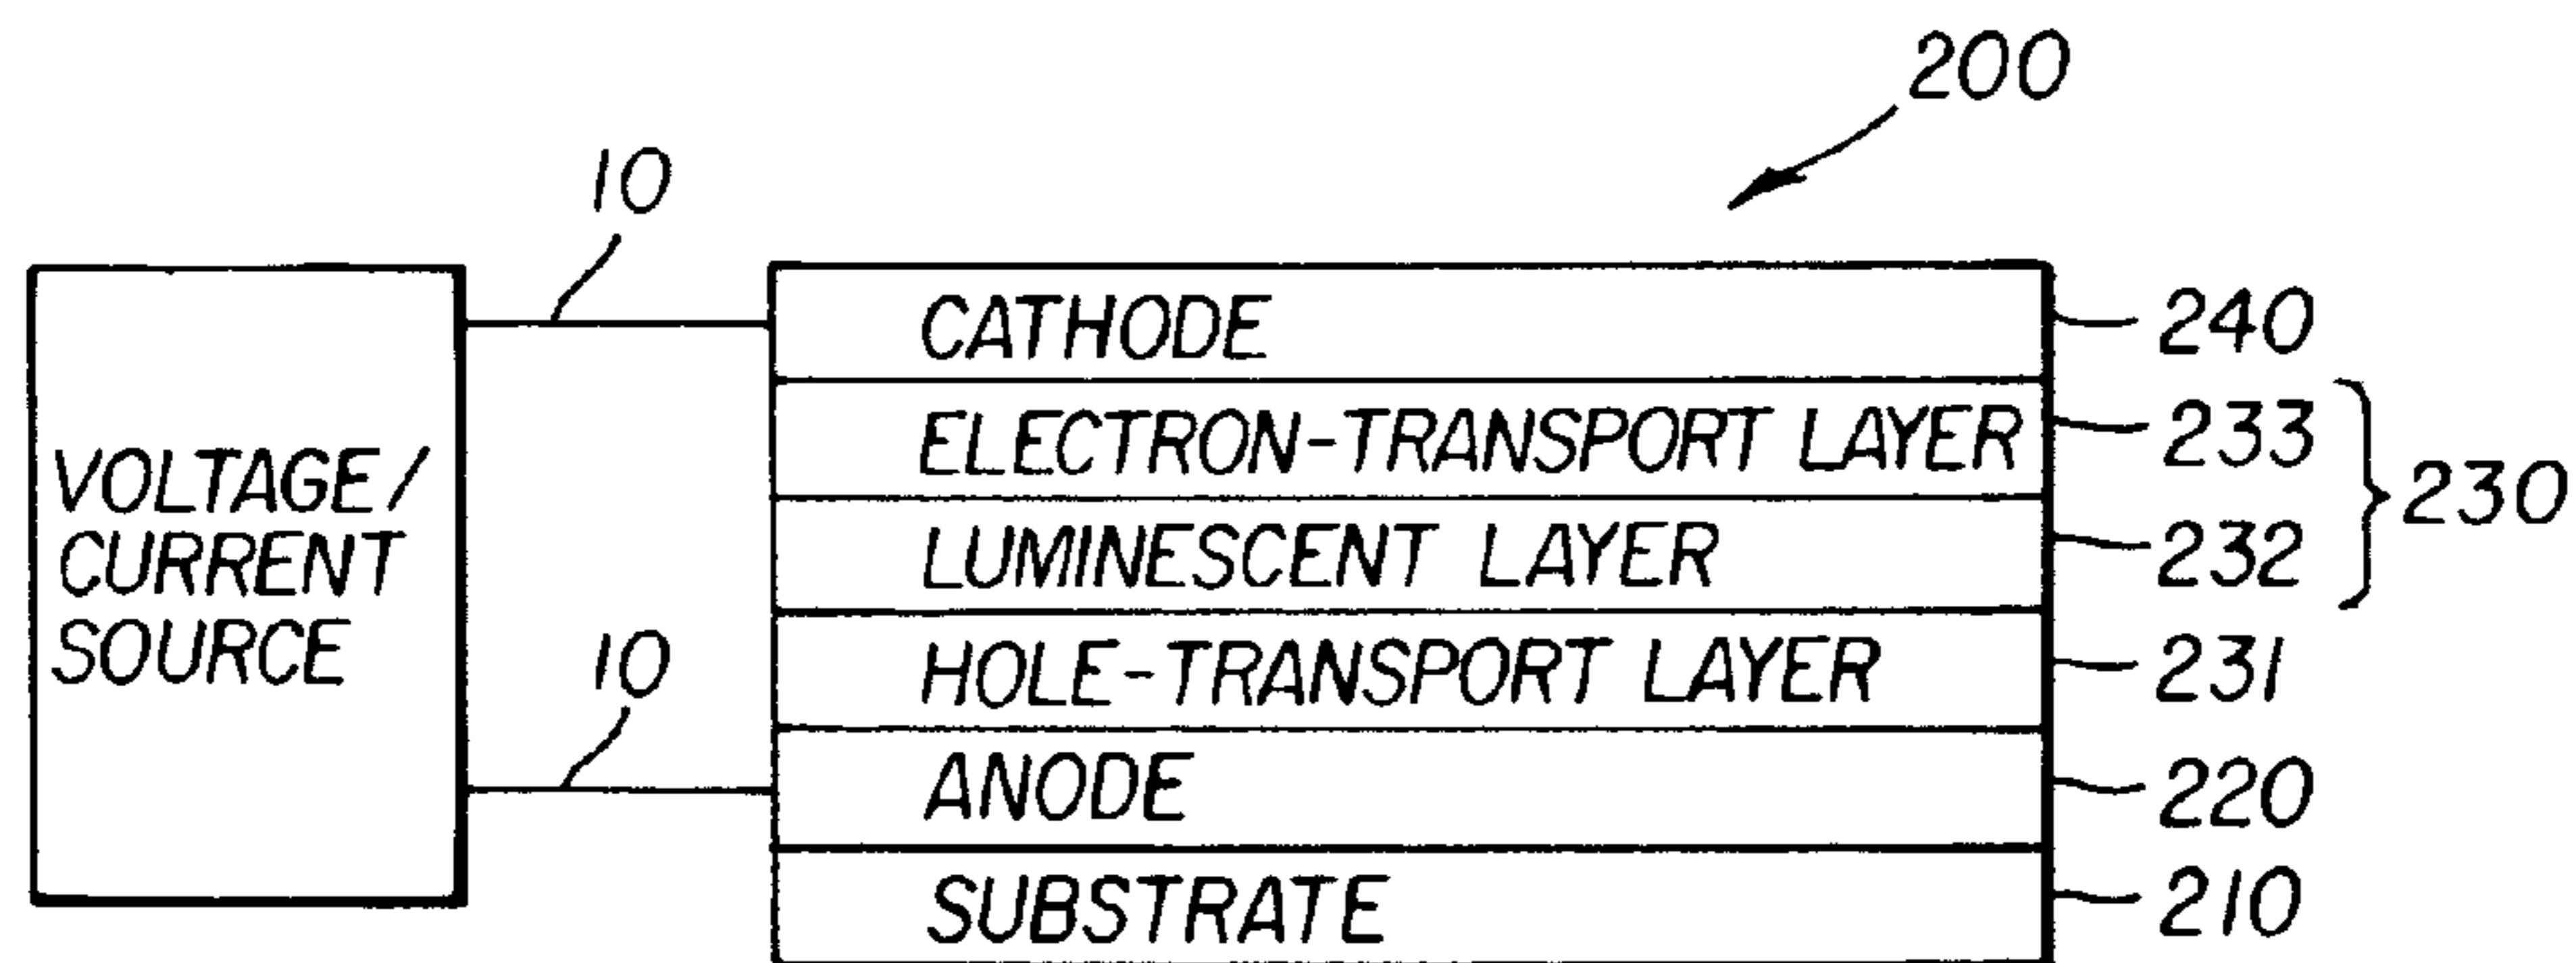 200
10
CATHODE 240
ELECTRON-TRANSPORT LAYER 233
230
VOLTAGE/
CURRENT
SOURCE
LUMINESCENT LAYER 232
10
HOLE-TRANSPORT LAYER 231
ANODE 220
SUBSTRATE 210